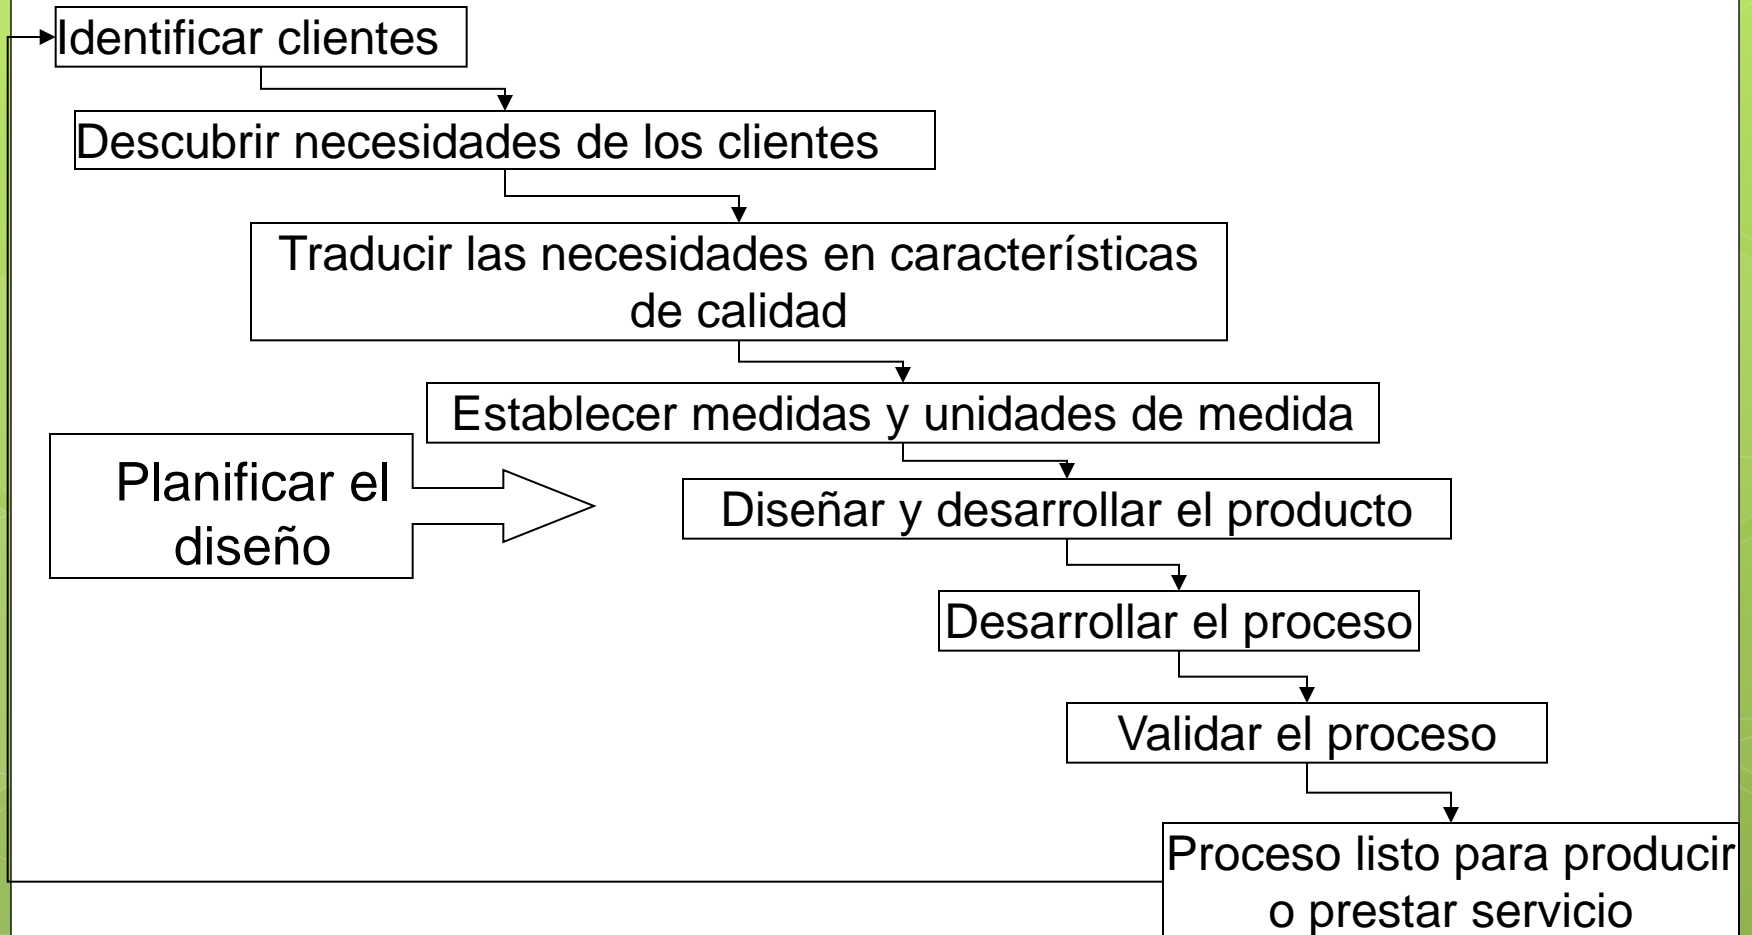 Identificar clientes
Descubrir necesidades de los clientes
Traducir las necesidades en características
de calidad
Establecer medidas y unidades de medida
Planificar el
diseño
Diseñar y desarrollar el producto
Desarrollar el proceso
Validar el proceso
Proceso listo para producir
o prestar servicio